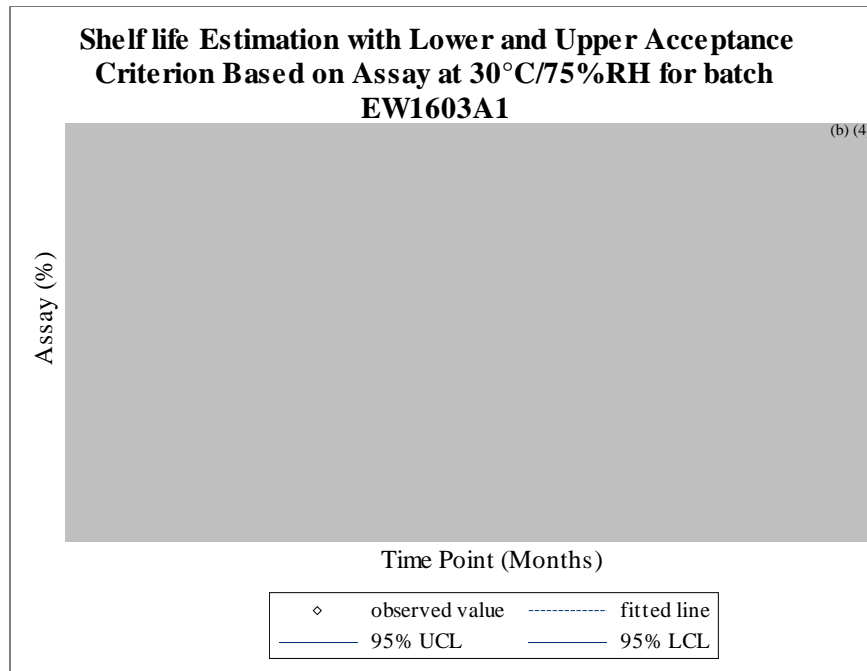 Shelf life Estimation with Lower and Upper Acceptance
Criterion Based on Assay at 30°C/75%RH for batch
EW1603A1
(b) (4
Assay (%)
Time Point (Months)
observed value
fitted line
95% UCL
95% LCL